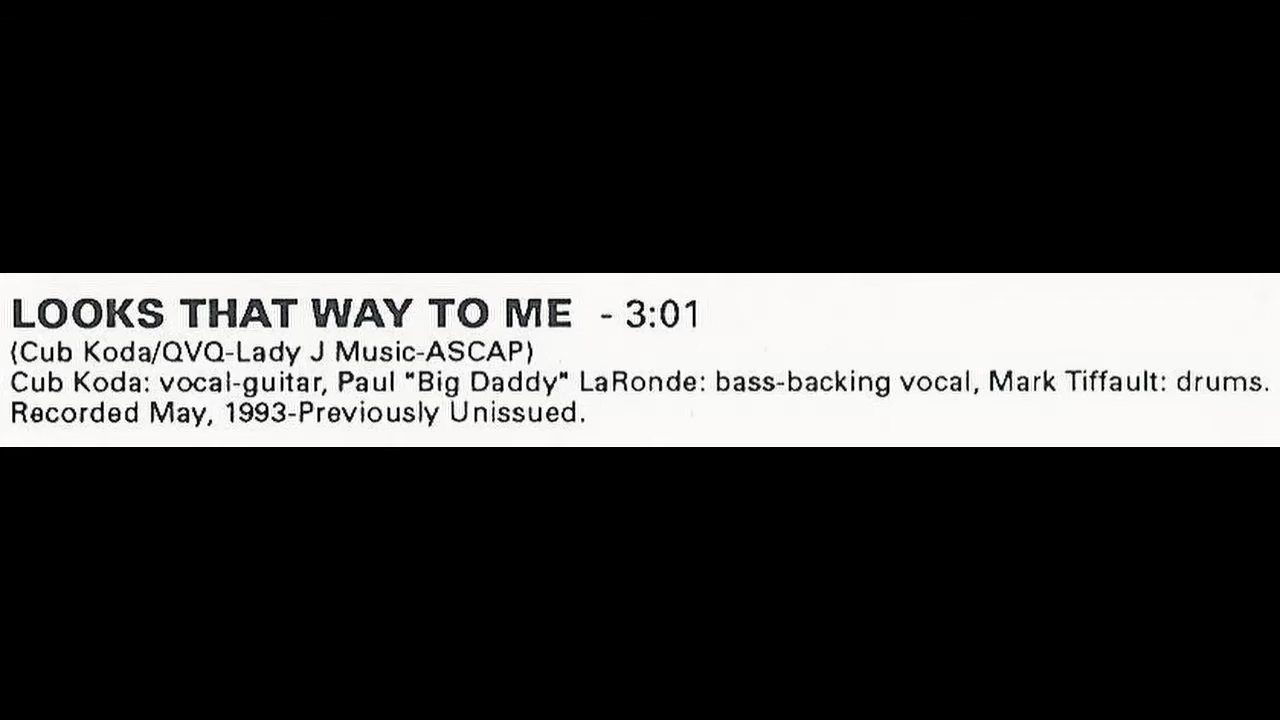 LOOKS THAT WAY TO ME - 3:01
(Cub Koda/QVQ-Lady J Music-ASCAP)
Cub Koda: vocal-guitar, Paul "Big Daddy" LaRonde: bass-backing vocal, Mark Tiffault: drums.
Recorded May, 1993-Previously Unissued.